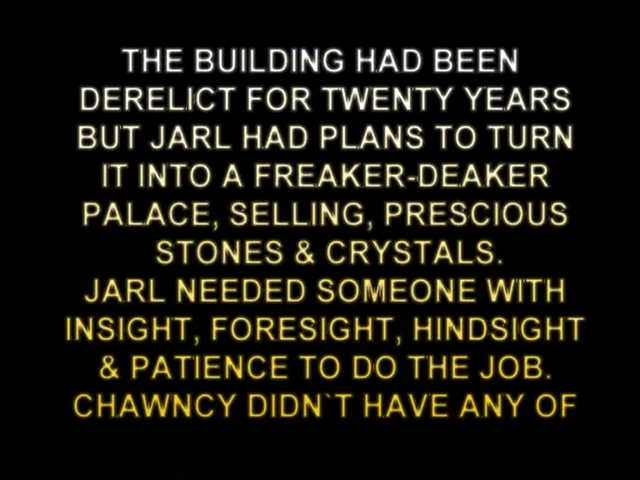 THE BUILDING HAD BEEN
DERELICT FOR TWENTY YEARS
BUT JARL HAD PLANS TO TURN
IT INTO A FREAKER-DEAKER
PALACE, SELLING, PRESCIOUS
STONES & CRYSTALS.
JARL NEEDED SOMEONE WITH
INSIGHT, FORESIGHT, HINDSIGHT
& PATIENCE TO DO THE JOB.
CHAWNCY DIDN`T HAVE ANY OF